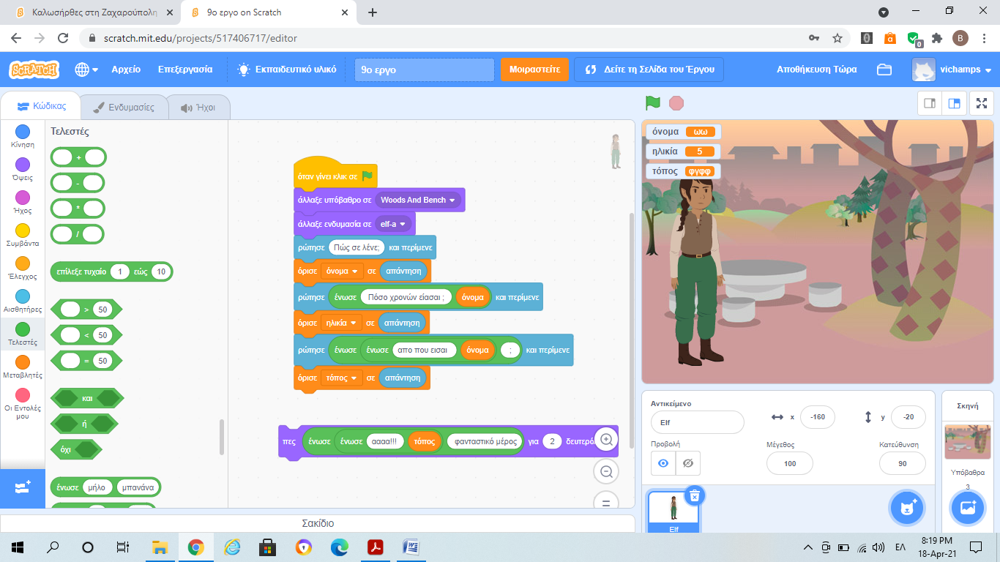 Καλωσήρθες στη Ζαχαρούπολη
9ο εργο on Scratch
scratch.mit.edu/projects/517406717/editor
0
B
SCRATCH
Αρχείο
Επεξεργασία
Εκπαιδευτικό υλικό
9ο εργο
Μοιραστείτε
Δείτε τη Σελίδα του Έργου
Αποθήκευση Τώρα
vichamps
Κώδικας
Ενδυμασίες
Ήχοι
Κίνηση
Όψεις
Ήχος
Συμβάντα
Έλεγχος
Αισθητήρες
Τελεστές
Μεταβλητές
Οι Εντολές
μου
Τελεστές
+
-
*
/
επίλεξε τυχαίο 1 εώς 10
> 50
< 50
= 50
και
ή
όχι
ένωσε μήλο μπανάνα
όταν γίνει κλικ σε
άλλαξε υπόβαθρο σε Woods And Bench
άλλαξε ενδυμασία σε elf-a
ρώτησε Πώς σε λένε; και περίμενε
όρισε όνομα σε απάντηση
ρώτησε ένωσε Πόσο χρονών είασαι ; όνομα και περίμενε
όρισε ηλικία σε απάντηση
ρώτησε ένωσε ένωσε απο που εισαι όνομα ; και περίμενε
όρισε τόπος σε απάντηση
πες ένωσε ένωσε αααα!!! τόπος φανταστικό μέρος για 2
Σακίδιο
όνομα ωω
ηλικία 5
τόπος φγφφ
Αντικείμενο
Elf
x -160
y -20
Προβολή
Μέγεθος
100
Κατεύθυνση
90
Elf
Σκηνή
Υπόβαθρα
3
ΕΛ
8:19 PM
18-Apr-21